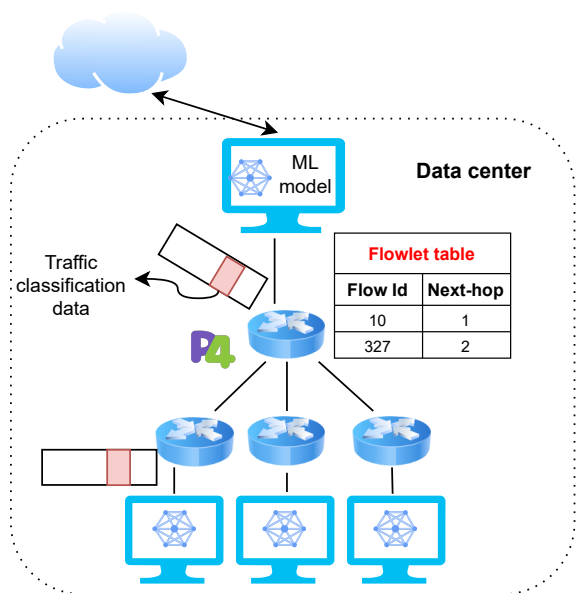 ML
model
Data center
Traffic
classification
data
Flowlet table
Flow Id Next-hop
10 1
327 2
P4